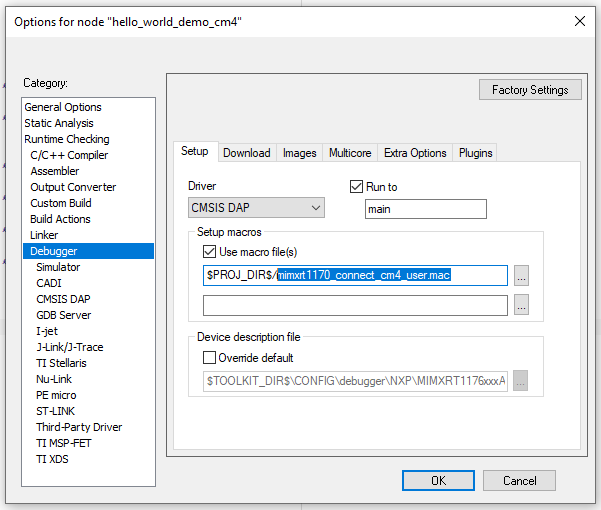 Options for node "hello_world_demo_cm4"
Category:
General Options
Static Analysis
Runtime Checking
C/C++ Compiler
Assembler
Output Converter
Custom Build
Build Actions
Linker
Debugger
Simulator
CADI
CMSIS DAP
GDB Server
I-jet
J-Link/J-Trace
TI Stellaris
Nu-Link
PE micro
ST-LINK
Third-Party Driver
TI MSP-FET
TI XDS
Factory Settings
Setup Download Images Multicore Extra Options Plugins
Driver
Run to
CMSIS DAP
main
Setup macros
Use macro file(s)
$PROJ_DIR$/mimxrt1170_connect_cm4_user.mac
...
...
Device description file
Override default
$TOOLKIT_DIR$\CONFIG\debugger\NXP\MIMXRT1176xxxA
...
OK Cancel